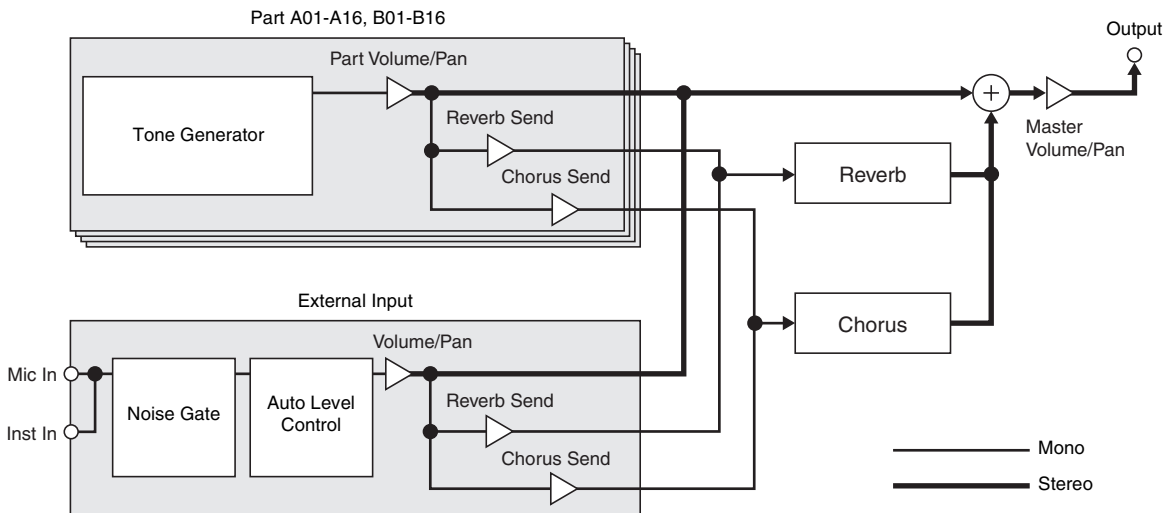 Part A01-A16, B01-B16
Output
Part Volume/Pan
Tone Generator
Reverb Send
Chorus Send
+
Master
Volume/Pan
Reverb
External Input
Chorus
Volume/Pan
Mic In
Noise Gate
Auto Level
Control
Inst In
Reverb Send
Chorus Send
Mono
Stereo